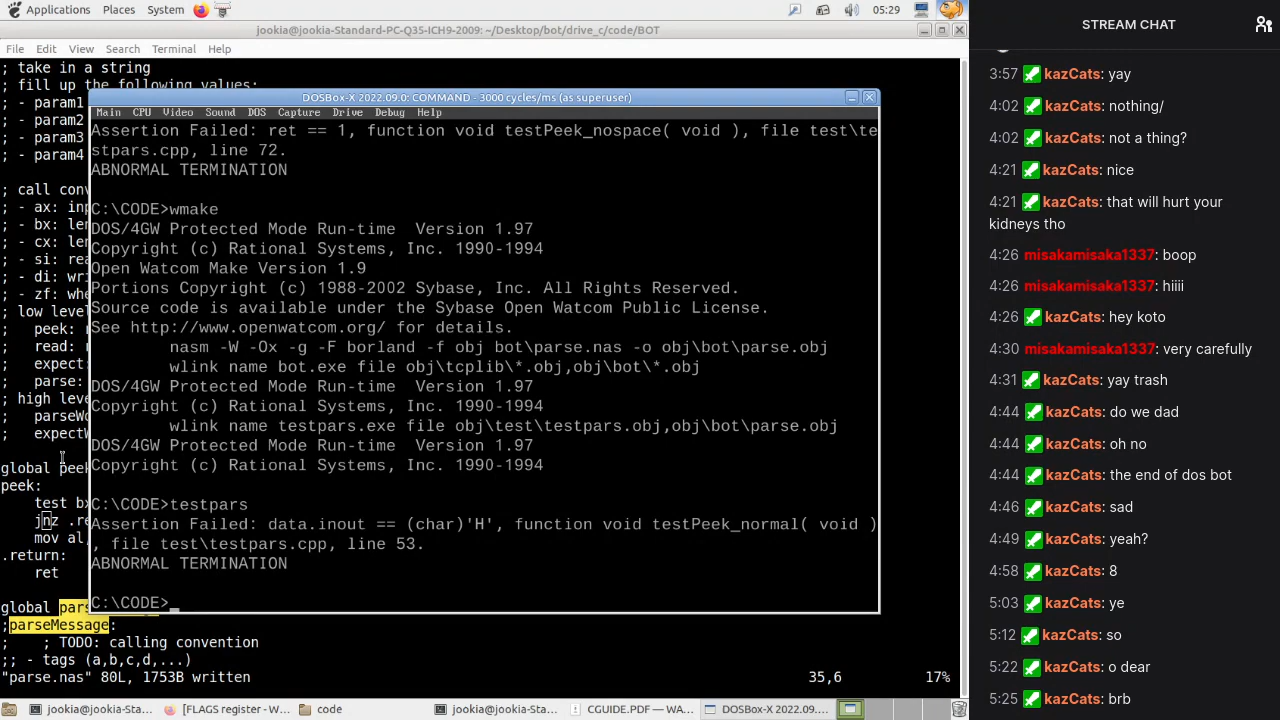 Applications Places System 05:29
jookia@jookia-Standard-PC-Q35-ICH9-2009: ~/Desktop/bot/drive_c/code/BOT
File Edit View Search Terminal Help
; take in a string
; fill up the following values:
; - param1
; - param2
; - param3
; - param4
; call conv
; - ax: inp
; - bx: len
; - cx: len
; - si: rea
; - di: wri
; - zf: whe
; low level
; peek: r
; read: r
; expect:
; parse:
; high leve
; parseWo
; expectW
global peek
peek:
test bx
jnz .re
mov al,
.return:
ret
global pars
;parseMessage:
; ; TODO: calling convention
;; - tags (a,b,c,d,...)
"parse.nas" 80L, 1753B written 35,6 17%
DOSBox-X 2022.09.0: COMMAND - 3000 cycles/ms (as superuser)
Main CPU Video Sound DOS Capture Drive Debug Help
Assertion Failed: ret == 1, function void testPeek_nospace( void ), file test\te
stpars.cpp, line 72.
ABNORMAL TERMINATION
C:\CODE>wmake
DOS/4GW Protected Mode Run-time Version 1.97
Copyright (c) Rational Systems, Inc. 1990-1994
Open Watcom Make Version 1.9
Portions Copyright (c) 1988-2002 Sybase, Inc. All Rights Reserved.
Source code is available under the Sybase Open Watcom Public License.
See http://www.openwatcom.org/ for details.
nasm -W -Ox -g -F borland -f obj bot\parse.nas -o obj\bot\parse.obj
wlink name bot.exe file obj\tcplib\*.obj,obj\bot\*.obj
DOS/4GW Protected Mode Run-time Version 1.97
Copyright (c) Rational Systems, Inc. 1990-1994
wlink name testpars.exe file obj\test\testpars.obj,obj\bot\parse.obj
DOS/4GW Protected Mode Run-time Version 1.97
Copyright (c) Rational Systems, Inc. 1990-1994
C:\CODE>testpars
Assertion Failed: data.inout == (char)'H', function void testPeek_normal( void )
, file test\testpars.cpp, line 53.
ABNORMAL TERMINATION
C:\CODE>_
jookia@jookia-Sta... [FLAGS register - W... ce jookia@jookia-Sta... CGUIDE.PDF — WA... DOSBox-X 2022.09....
STREAM CHAT
3:57 kazCats: yay
4:02 kazCats: nothing/
4:02 kazCats: not a thing?
4:21 kazCats: nice
4:21 kazCats: that will hurt your
kidneys tho
4:26 misakamisaka1337: boop
4:26 misakamisaka1337: hiiii
4:26 kazCats: hey koto
4:30 misakamisaka1337: very carefully
4:31 kazCats: yay trash
4:44 kazCats: do we dad
4:44 kazCats: oh no
4:44 kazCats: the end of dos bot
4:46 kazCats: sad
4:49 kazCats: yeah?
4:58 kazCats: 8
5:03 kazCats: ye
5:12 kazCats: so
5:22 kazCats: o dear
5:25 kazCats: brb